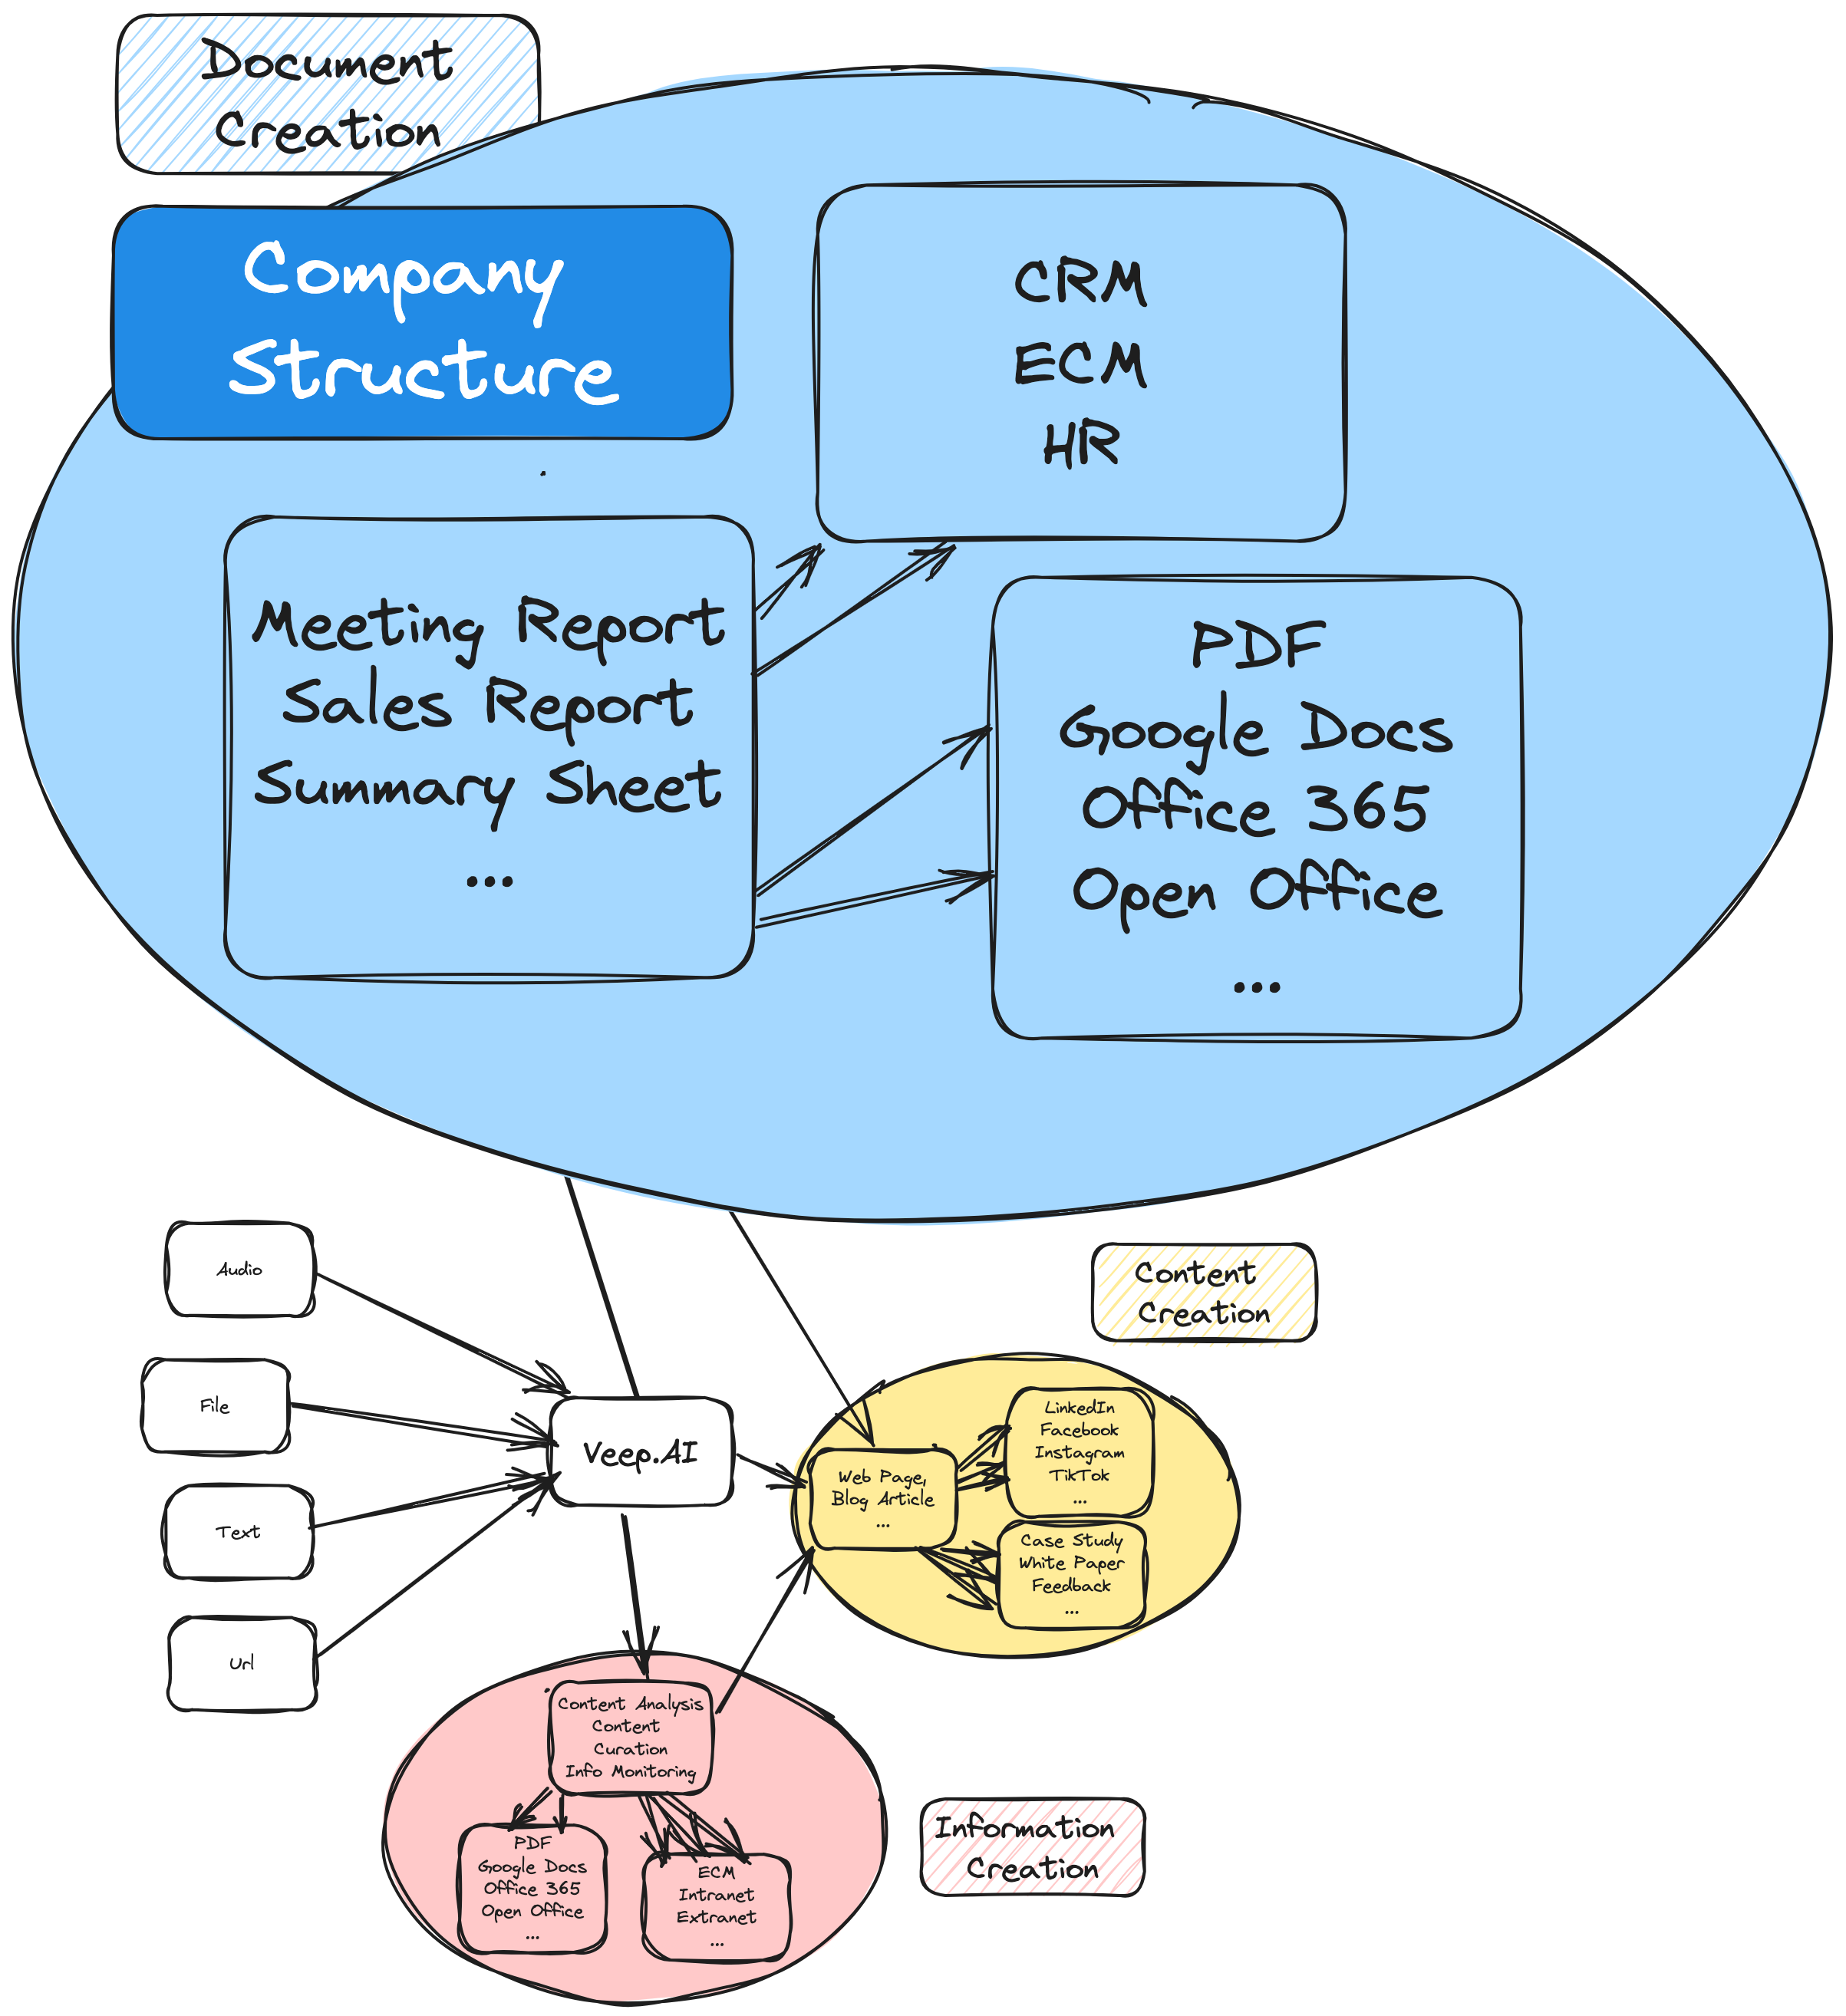 Document
Creation
Company
Structure
CRM
ECM
HR
Meeting Report
Sales Report
Summary Sheet
...
PDF
Google Docs
Office 365
Open Office
...
Audio
File
Text
Url
Veep.AI
Content
Creation
Web Page,
Blog Article
...
LinkedIn
Facebook
Instagram
TikTok
...
Case Study
White Paper
Feedback
...
Content Analysis
Content
Curation
Info Monitoring
PDF
Google Docs
Office 365
Open Office
...
ECM
Intranet
Extranet
...
Information
Creation